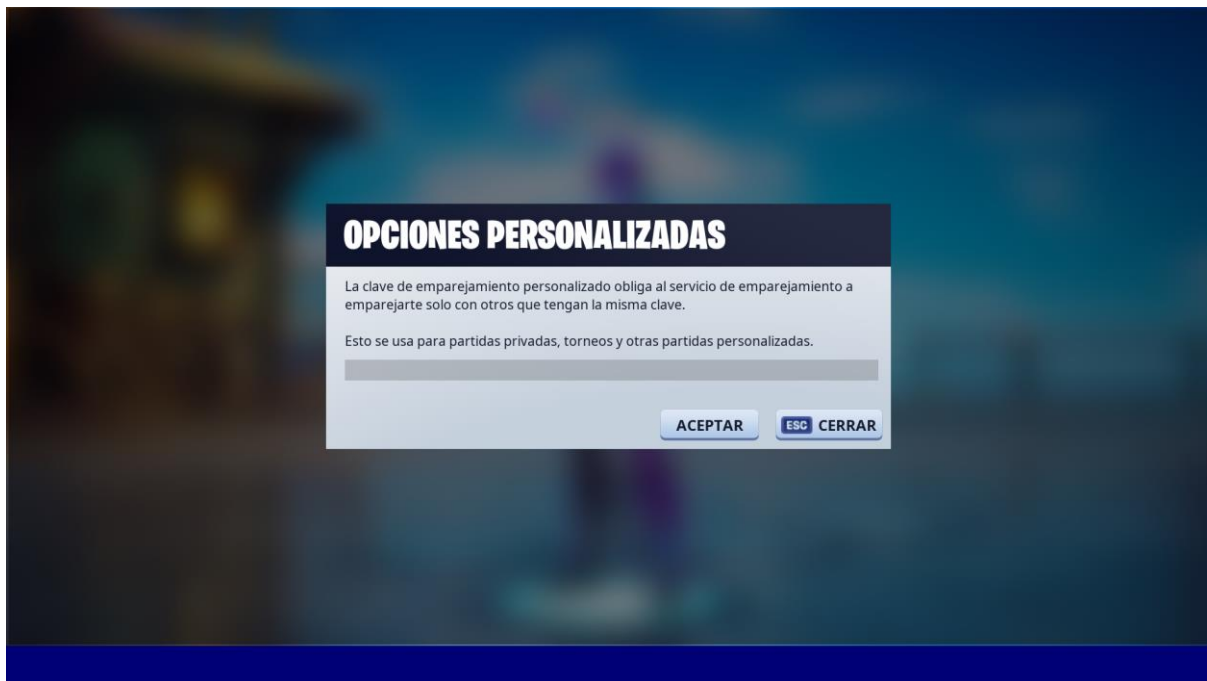 OPCIONES PERSONALIZADAS
La clave de emparejamiento personalizado obliga al servicio de emparejamiento a
emparejarte solo con otros que tengan la misma clave.
Esto se usa para partidas privadas, torneos y otras partidas personalizadas.
ACEPTAR
ESC CERRAR